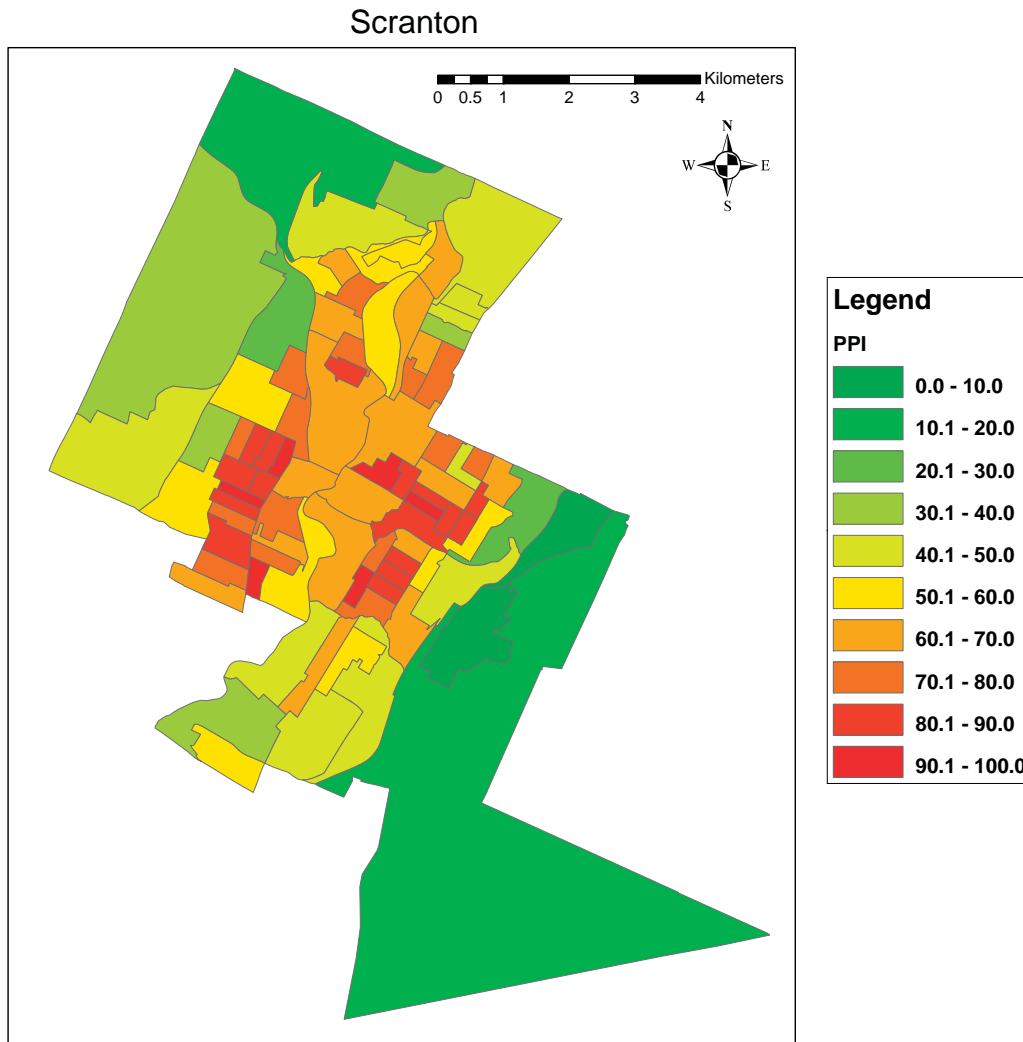 Scranton
Kilometers
0 0.5 1 2 3 4
N
W E
S
Legend
PPI
0.0 - 10.0
10.1 - 20.0
20.1 - 30.0
30.1 - 40.0
40.1 - 50.0
50.1 - 60.0
60.1 - 70.0
70.1 - 80.0
80.1 - 90.0
90.1 - 100.0